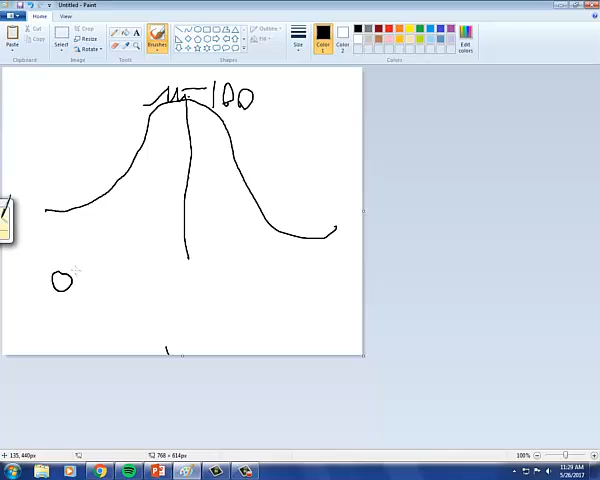 Untitled - Paint
Home
View
Paste
Cut
Copy
Clipboard
Select
Crop
Resize
Rotate
Image
Tools
Brushes
Outline
Fill
Shapes
Size
Color 1
Color 2
Colors
Edit colors
100
0
135, 440px
768 × 614px
100%
11:29 AM
5/26/2017